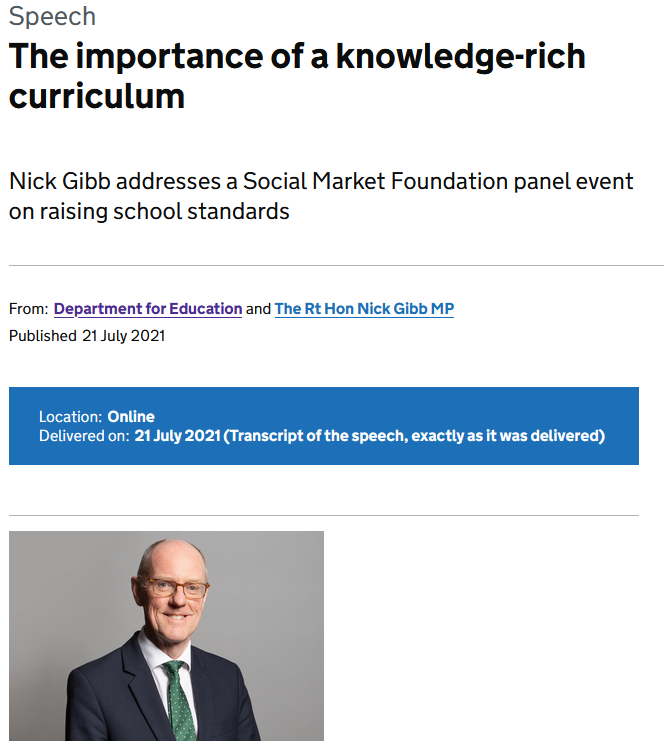 Speech
The importance of a knowledge-rich
curriculum
Nick Gibb addresses a Social Market Foundation panel event
on raising school standards
From: Department for Education and The Rt Hon Nick Gibb MP
Published 21 July 2021
Location: Online
Delivered on: 21 July 2021 (Transcript of the speech, exactly as it was delivered)